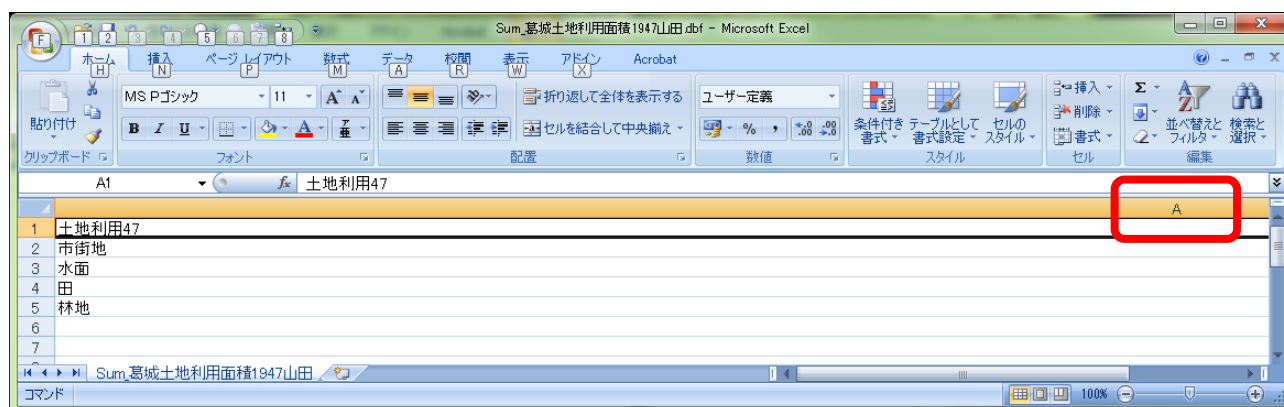 Sum_葛城土地利用面積1947山田.dbf - Microsoft Excel
F 1 2 3 4 5 6 7 8
ホーム 挿入 ページ レイアウト 数式 データ 校閲 表示 アドイン Acrobat
H N P M A R W X
MS Pゴシック 11 A A 折り返して全体を表示する ユーザー定義 挿入 Σ
貼り付け 条件付き書式 テーブルとして書式設定 セルのスタイル 削除 並べ替えとフィルタ 検索と選択
B I U A 亜 セルを結合して中央揃え % , .0 .00 .00 .0 書式
クリップボード フォント 配置 数値 スタイル セル 編集
A1 fx 土地利用47
A
1 土地利用47
2 市街地
3 水面
4 田
5 林地
6
7
Sum_葛城土地利用面積1947山田
コマンド 100%